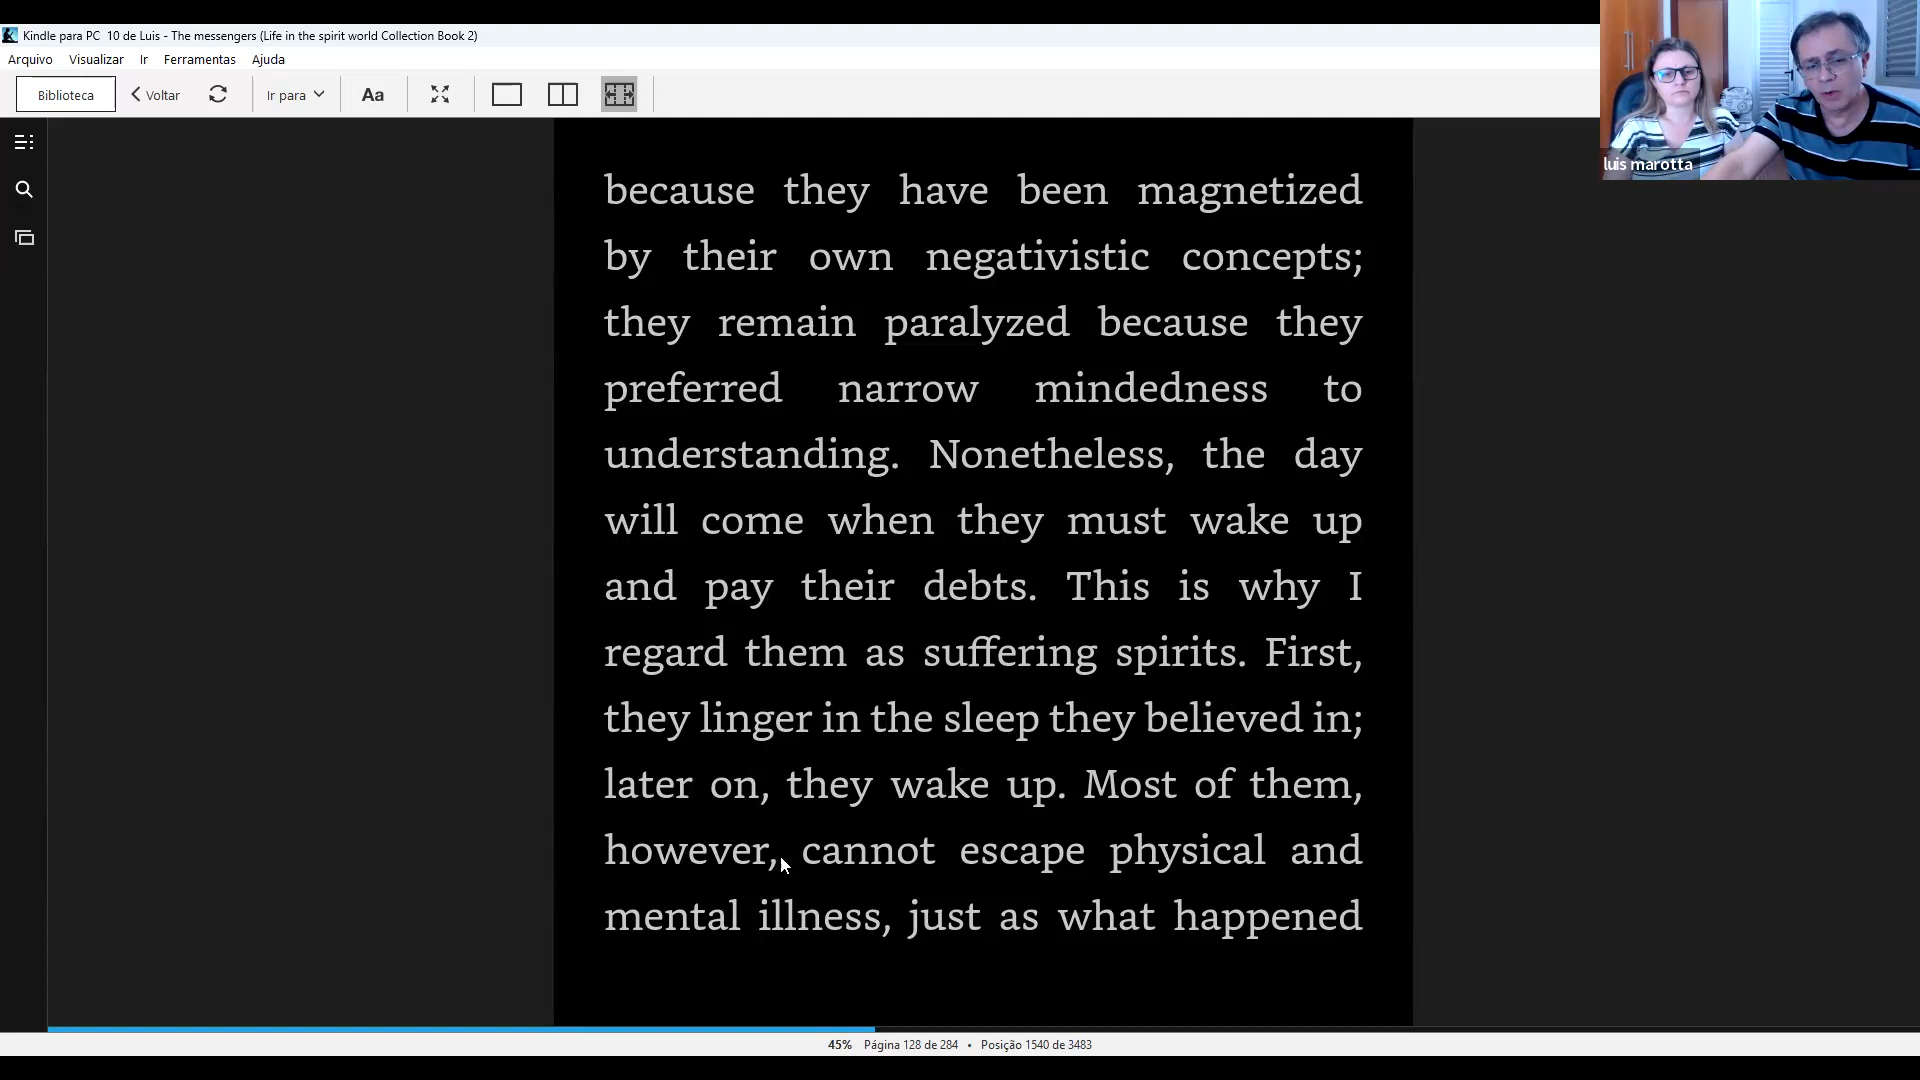 Kindle para PC 10 de Luis - The messengers (Life in the spirit world Collection Book 2)
Arquivo Visualizar Ir Ferramentas Ajuda
Biblioteca Voltar Ir para Aa
luis marotta
because they have been magnetized
by their own negativistic concepts;
they remain paralyzed because they
preferred narrow mindedness to
understanding. Nonetheless, the day
will come when they must wake up
and pay their debts. This is why I
regard them as suffering spirits. First,
they linger in the sleep they believed in;
later on, they wake up. Most of them,
however, cannot escape physical and
mental illness, just as what happened
45% Página 128 de 284 • Posição 1540 de 3483